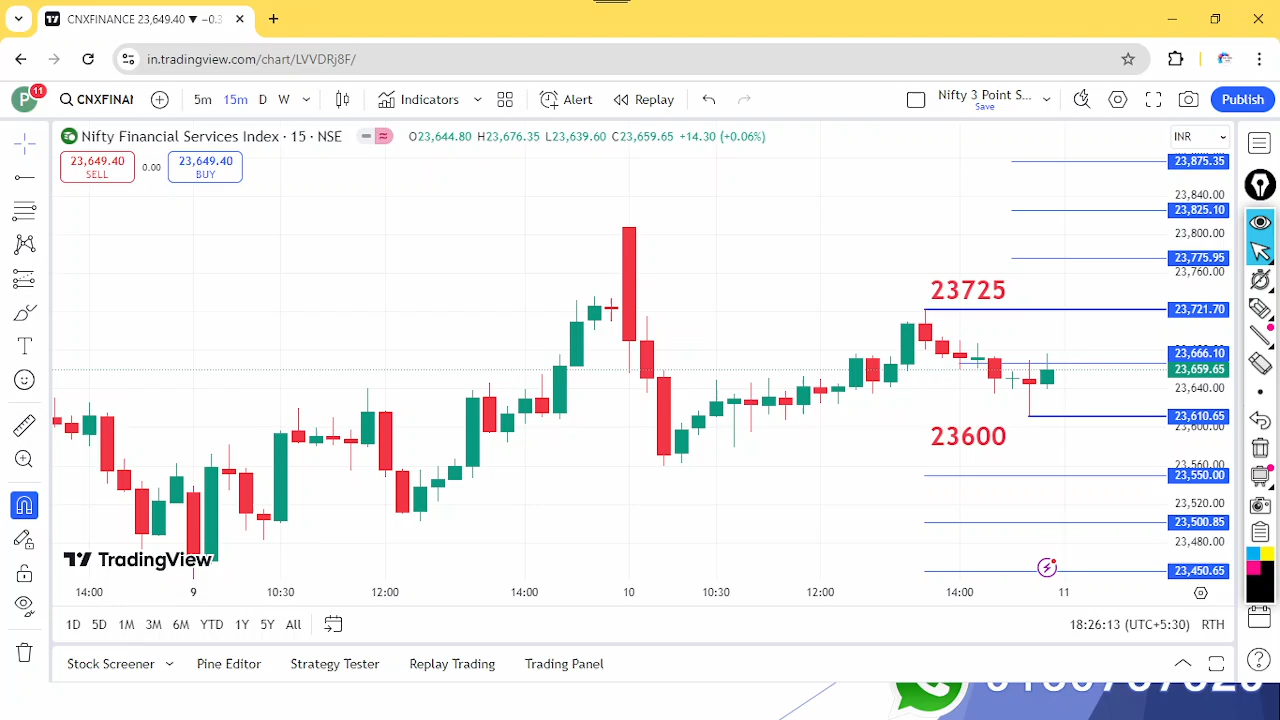 CNXFINANCE 23,649.40 ▼ −0.3
in.tradingview.com/chart/LVVDRj8F/
P
11
CNXFINAI
5m 15m D W
Indicators
Alert
Replay
Nifty 3 Point S...
Save
Publish
Nifty Financial Services Index · 15 · NSE
O23,644.80 H23,676.35 L23,639.60 C23,659.65 +14.30 (+0.06%)
INR
23,649.40
SELL
0.00
23,649.40
BUY
23,875.35
23,840.00
23,825.10
23,800.00
23,775.95
23,760.00
23725
23,721.70
23,666.10
23,659.65
23,640.00
23,610.65
23,600.00
23600
23,560.00
23,550.00
23,520.00
23,500.85
23,480.00
23,450.65
TradingView
14:00 9 10:30 12:00 14:00 10 10:30 12:00 14:00 11
1D 5D 1M 3M 6M YTD 1Y 5Y All
18:26:13 (UTC+5:30) RTH
Stock Screener
Pine Editor
Strategy Tester
Replay Trading
Trading Panel